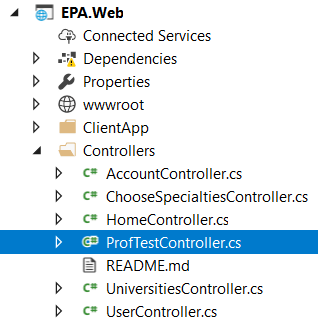 EPA.Web
Connected Services
Dependencies
Properties
wwwroot
ClientApp
Controllers
C# AccountController.cs
C# ChooseSpecialtiesController.cs
C# HomeController.cs
C# ProfTestController.cs
README.md
C# UniversitiesController.cs
C# UserController.cs